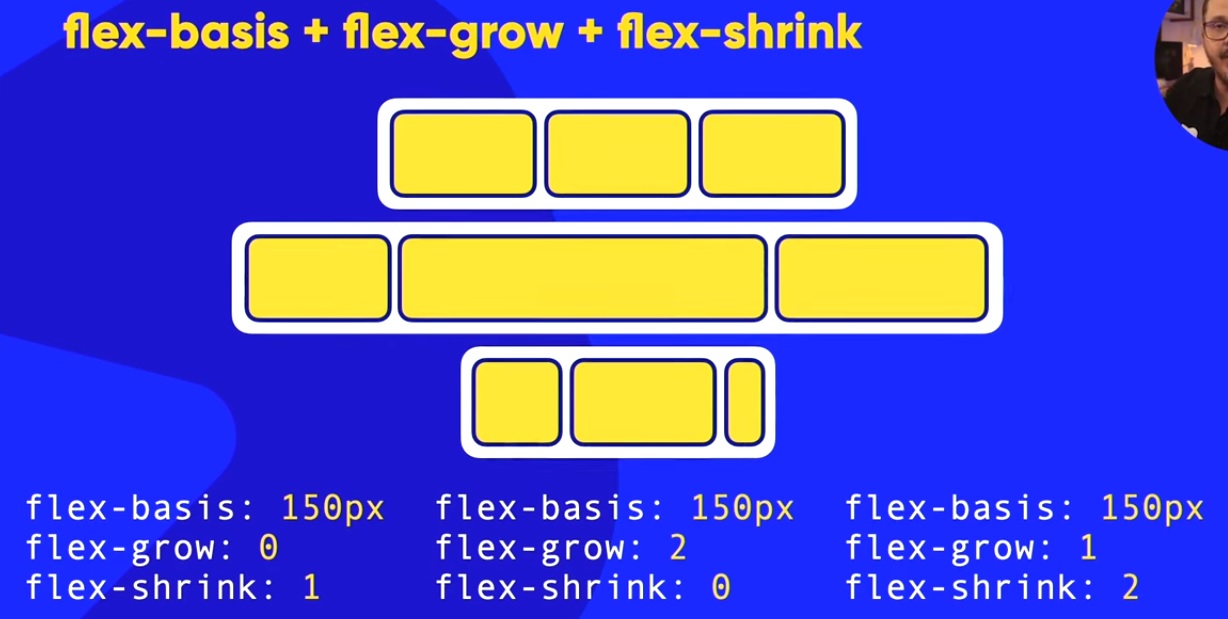 flex-basis + flex-grow + flex-shrink
flex-basis: 150px
flex-grow: 0
flex-shrink: 1
flex-basis: 150px
flex-grow: 2
flex-shrink: 0
flex-basis: 150px
flex-grow: 1
flex-shrink: 2